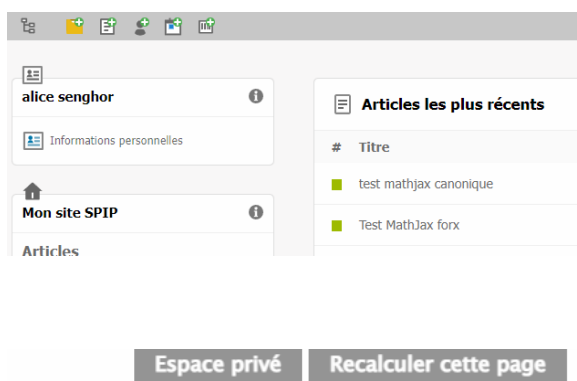 alice senghor
Informations personnelles
Mon site SPIP
Articles
Articles les plus récents
# Titre
test mathjax canonique
Test MathJax forx
Espace privé
Recalculer cette page